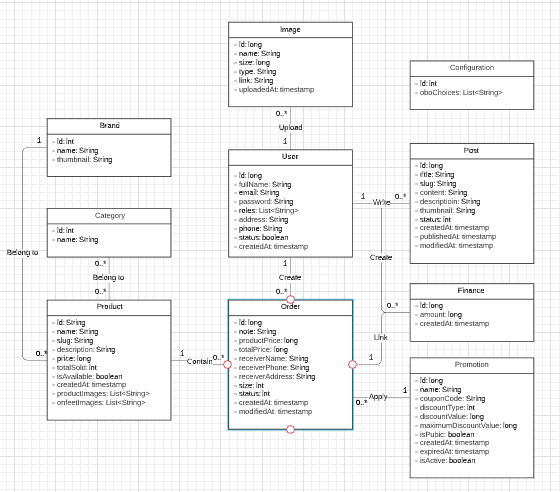 Image
- id: long
- name: String
- size: long
- type: String
- link: String
- uploadedAt: timestamp
Configuration
- id: int
- oboChoices: List<String>
0..*
Upload
1
Brand
- id: int
- name: String
- thumbnail: String
1
User
- id: long
- fullName: String
- email: String
- password: String
- roles: List<String>
- address: String
- phone: String
- status: boolean
- createdAt: timestamp
Post
- id: long
- title: String
- slug: String
- content: String
- description: String
- thumbnail: String
- status: int
- createdAt: timestamp
- publishedAt: timestamp
- modifiedAt: timestamp
1
Write
0..*
Category
- id: int
- name: String
Belong to
0..*
Belong to
0..*
1
Create
0..*
Create
0..*
Finance
- id: long
- amount: long
- createdAt: timestamp
Product
- id: String
- name: String
- slug: String
- description: String
- price: long
- totalSold: int
- isAvailable: boolean
- createdAt: timestamp
- productImages: List<String>
- onfeetImages: List<String>
0..*
1
Contain
0..*
Order
- id: long
- note: String
- productPrice: long
- totalPrice: long
- receiverName: String
- receiverPhone: String
- receiverAddress: String
- size: int
- status: int
- createdAt: timestamp
- modifiedAt: timestamp
Link
1
0..*
Apply
1
Promotion
- id: long
- name: String
- couponCode: String
- discountType: int
- discountValue: long
- maximumDiscountValue: long
- isPubic: boolean
- createdAt: timestamp
- expiredAt: timestamp
- isActive: boolean